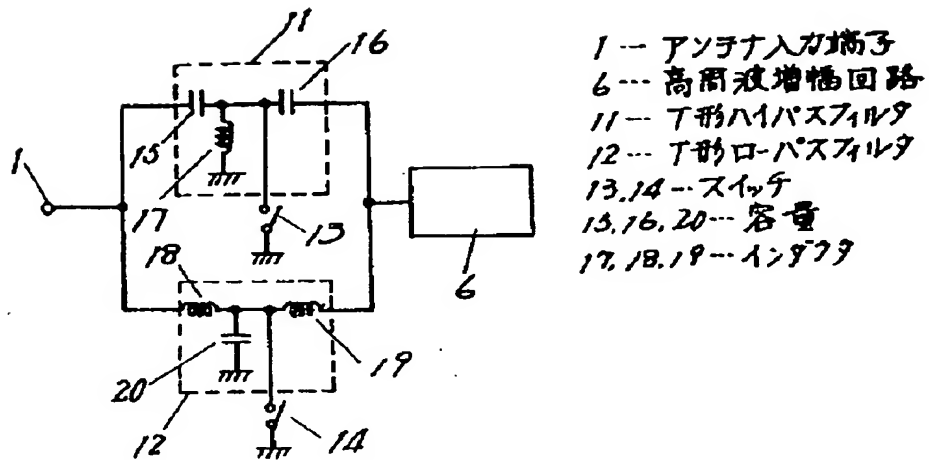 11
16
15
17
13
1
6
18
19
20
12
14
1 … アンテナ入力端子
6 … 高周波増幅回路
11 … T形ハイパスフィルタ
12 … T形ローパスフィルタ
13,14 … スイッチ
15,16,20 … 容量
17,18,19 … インダクタ